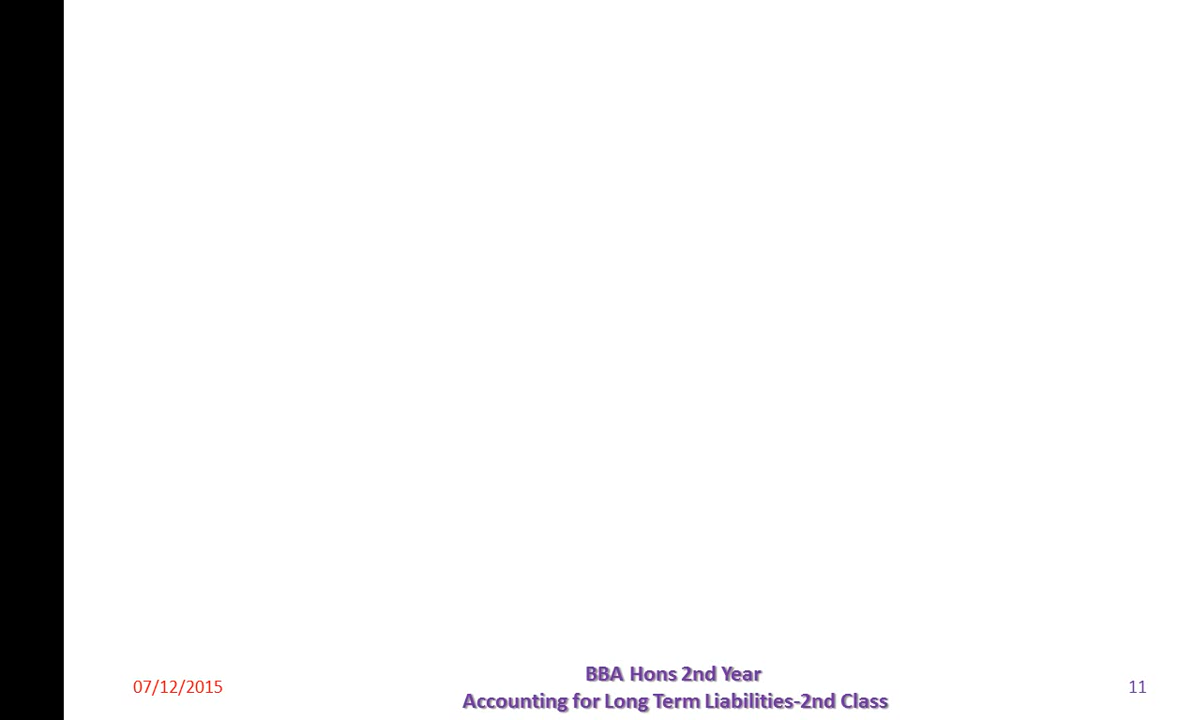 BBA Hons 2nd Year
07/12/2015
Accounting for Long Term Liabilities-2nd Class
11